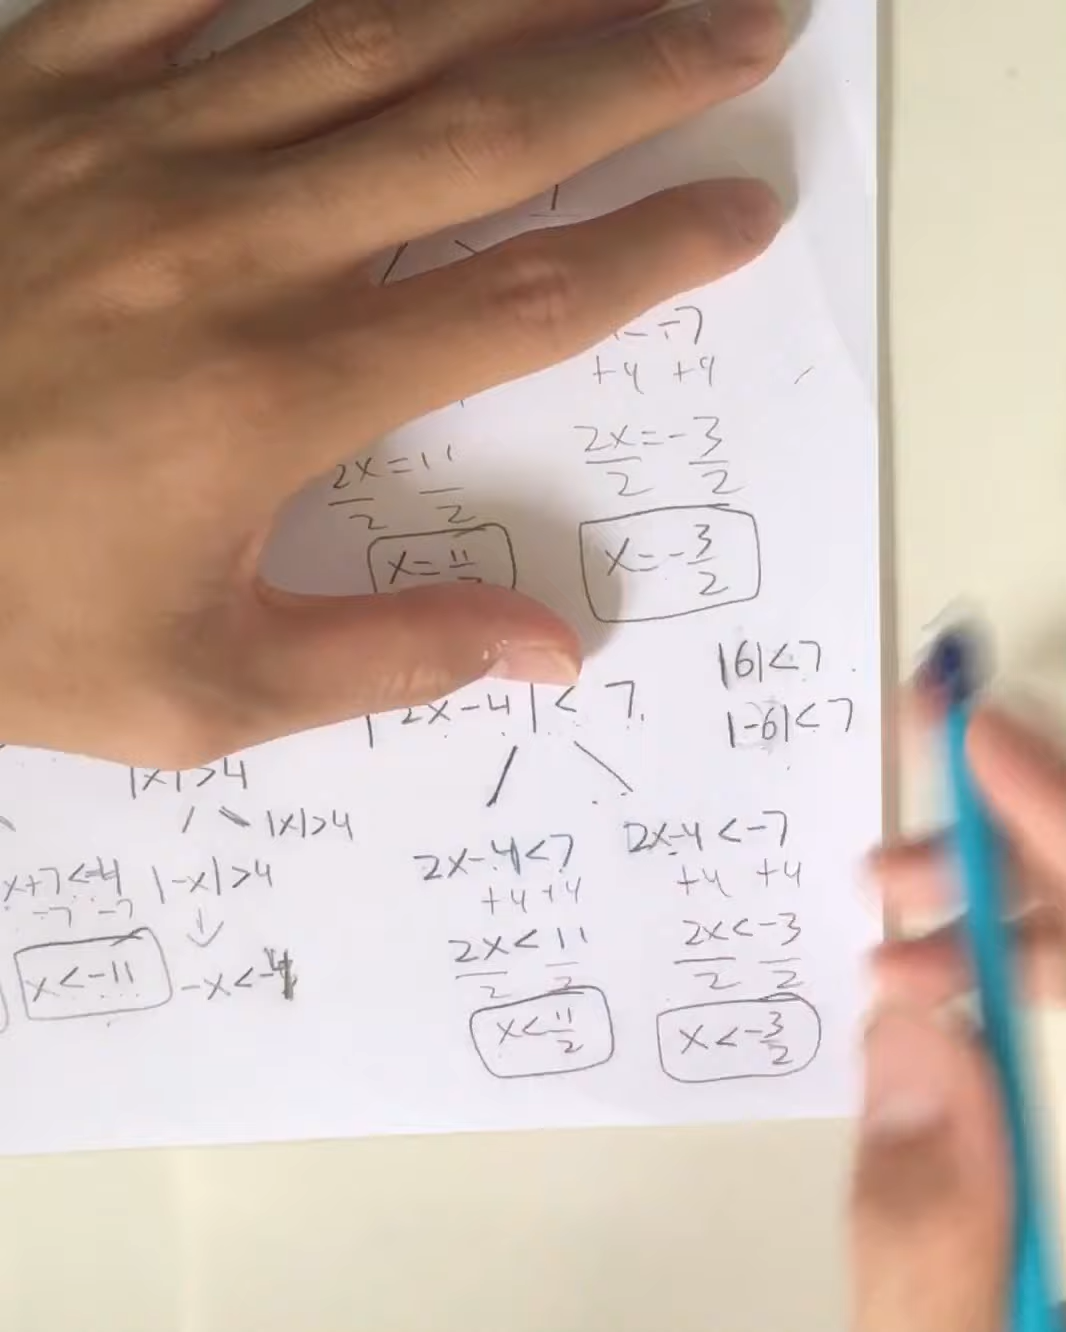 -7
+4 +4
2x=11
2 2
2x=-3
2 2
x=11
x=-3/2
|6|<7
|-6|<7
|2x-4|<7
|x|>4
|x|>4
x+7<-4
-7 -7
x<-11
|-x|>4
-x<-4
2x-4<7
+4 +4
2x<11
2 2
x<11/2
2x-4<-7
+4 +4
2x<-3
2 2
x<-3/2